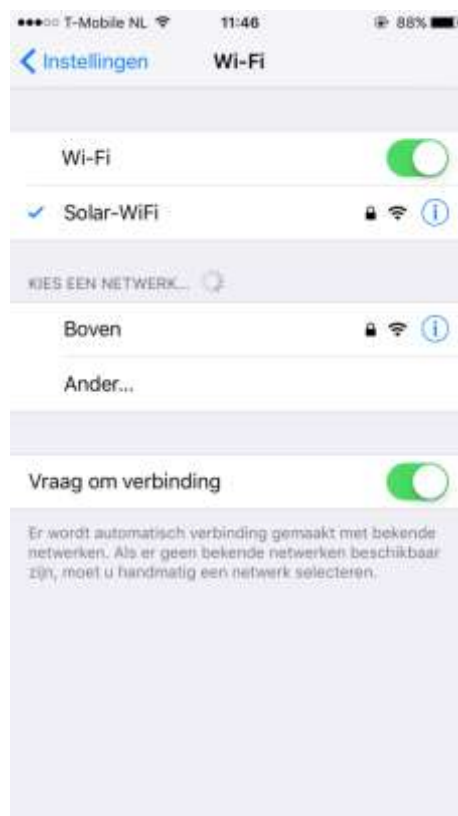 T-Mobile NL 11:46 88%
Instellingen Wi-Fi
Wi-Fi
Solar-WiFi
KIES EEN NETWERK...
Boven
Ander...
Vraag om verbinding
Er wordt automatisch verbinding gemaakt met bekende
netwerken. Als er geen bekende netwerken beschikbaar
zijn, moet u handmatig een netwerk selecteren.